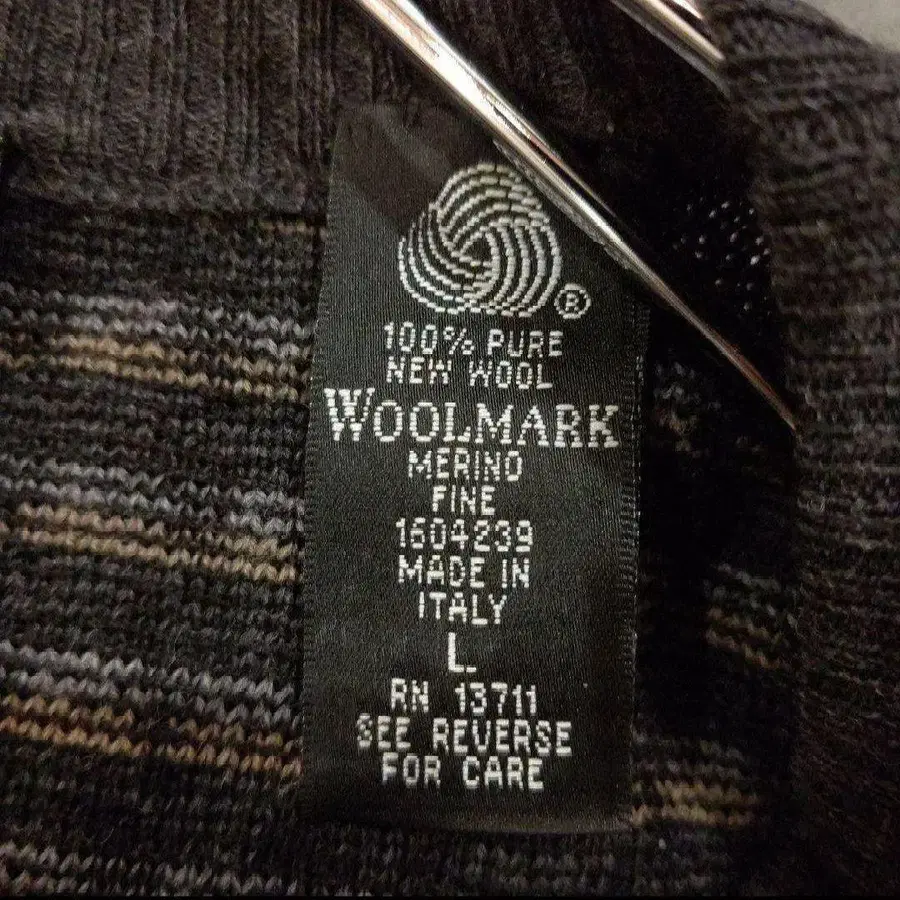 ®
100% PURE
NEW WOOL
WOOLMARK
MERINO
FINE
1604239
MADE IN
ITALY
L
RN 13711
SEE REVERSE
FOR CARE